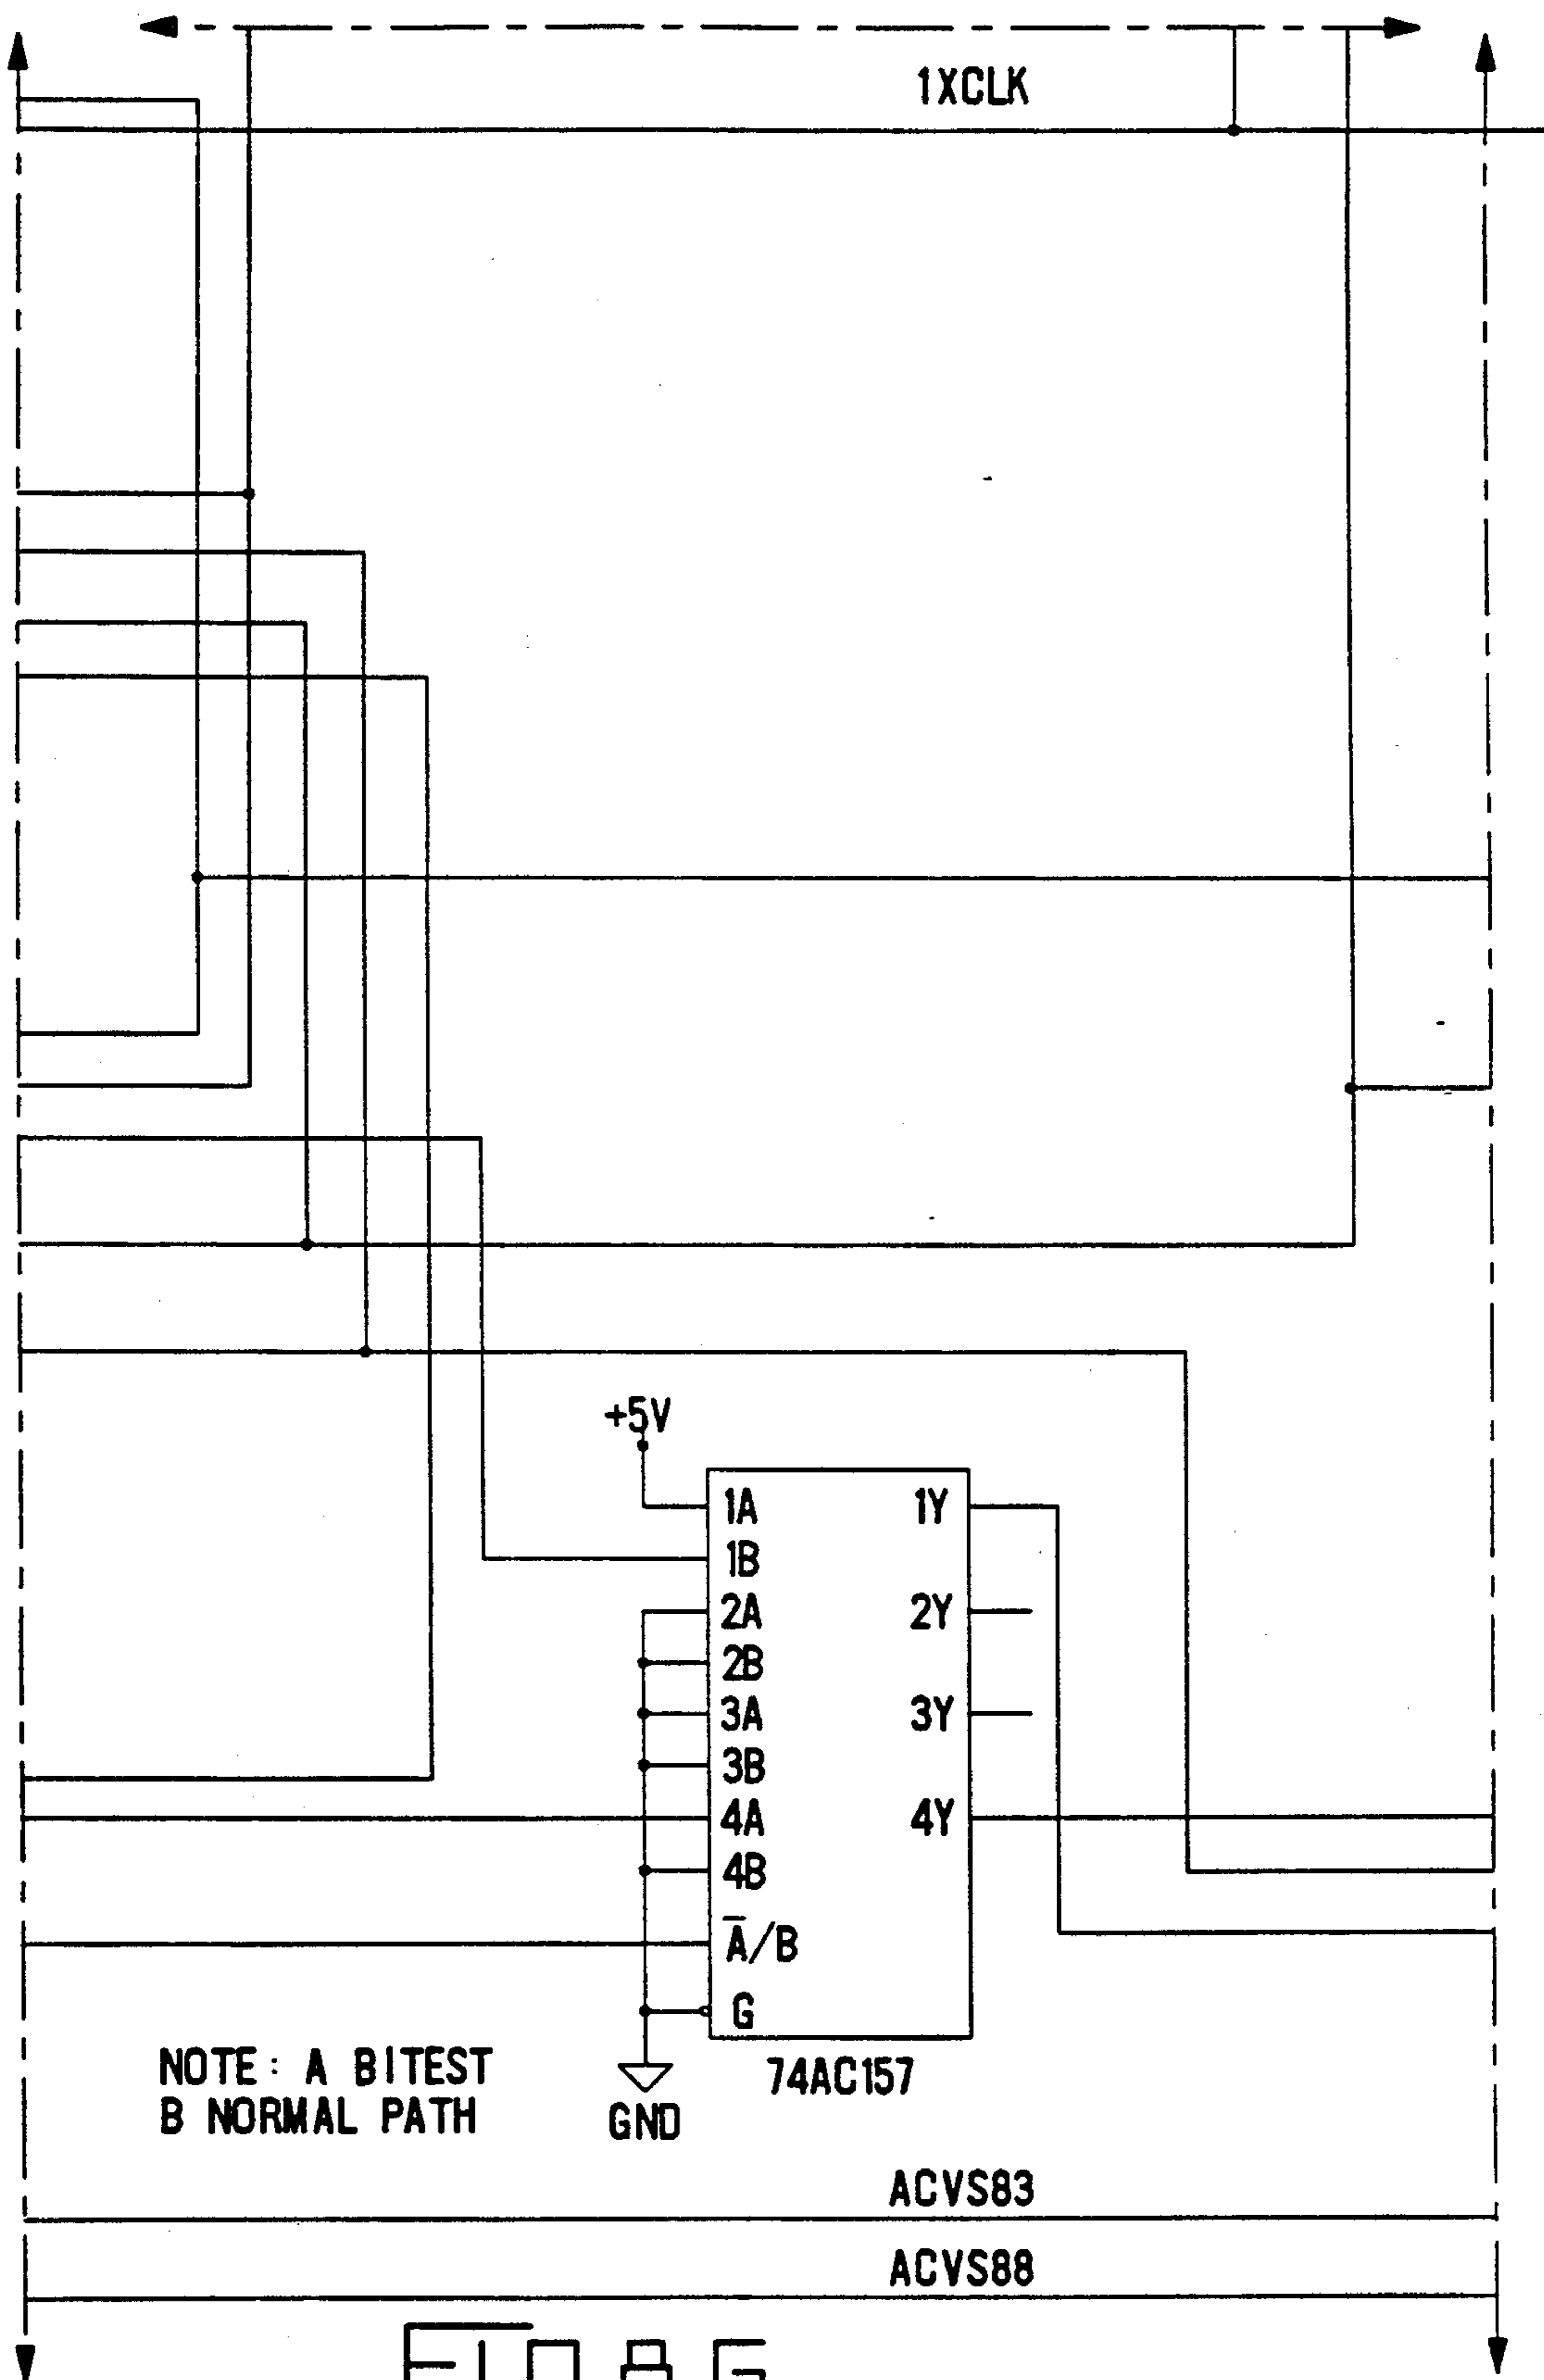 1XCLK
+5V
1A 1Y
1B
2A 2Y
2B
3A 3Y
3B
4A 4Y
4B
A̅/B
G
NOTE: A BITEST
B NORMAL PATH
74AC157
GND
ACVS83
ACVS88